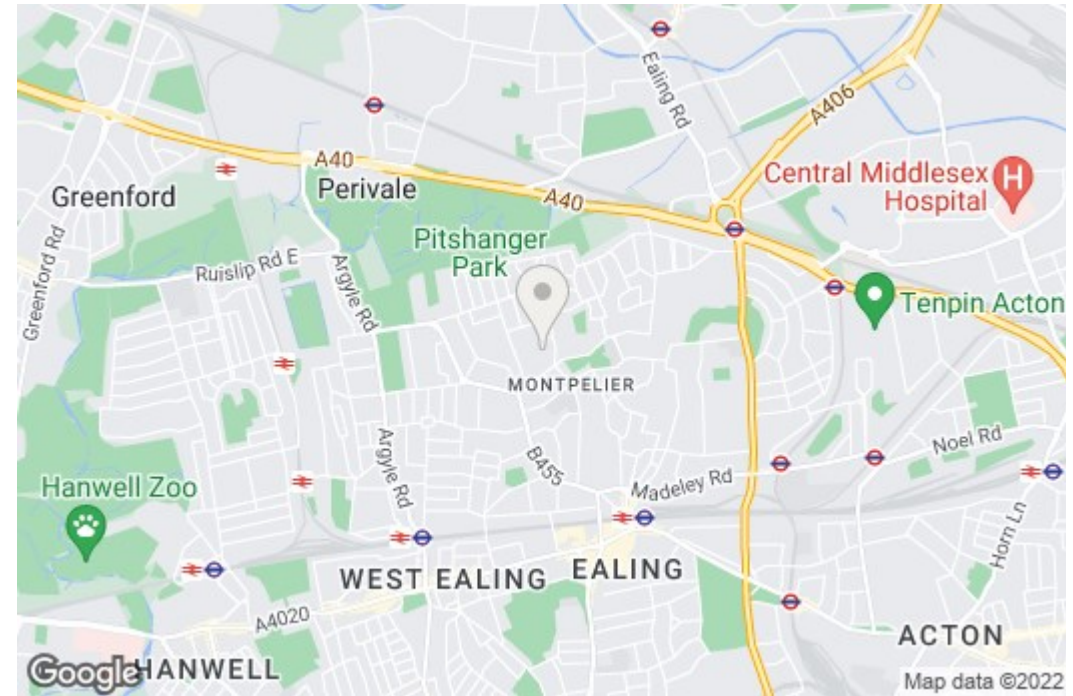 Ealing Rd
A406
A40
Central Middlesex
Hospital
H
Greenford
Perivale
A40
Pitshanger
Park
Greenford Rd
Ruislip Rd E
Argyle Rd
Tenpin Acton
MONTPELIER
Argyle Rd
B455
Noel Rd
Madeley Rd
Hanwell Zoo
Horn Ln
WEST EALING
EALING
A4020
ACTON
Google
HANWELL
Map data ©2022